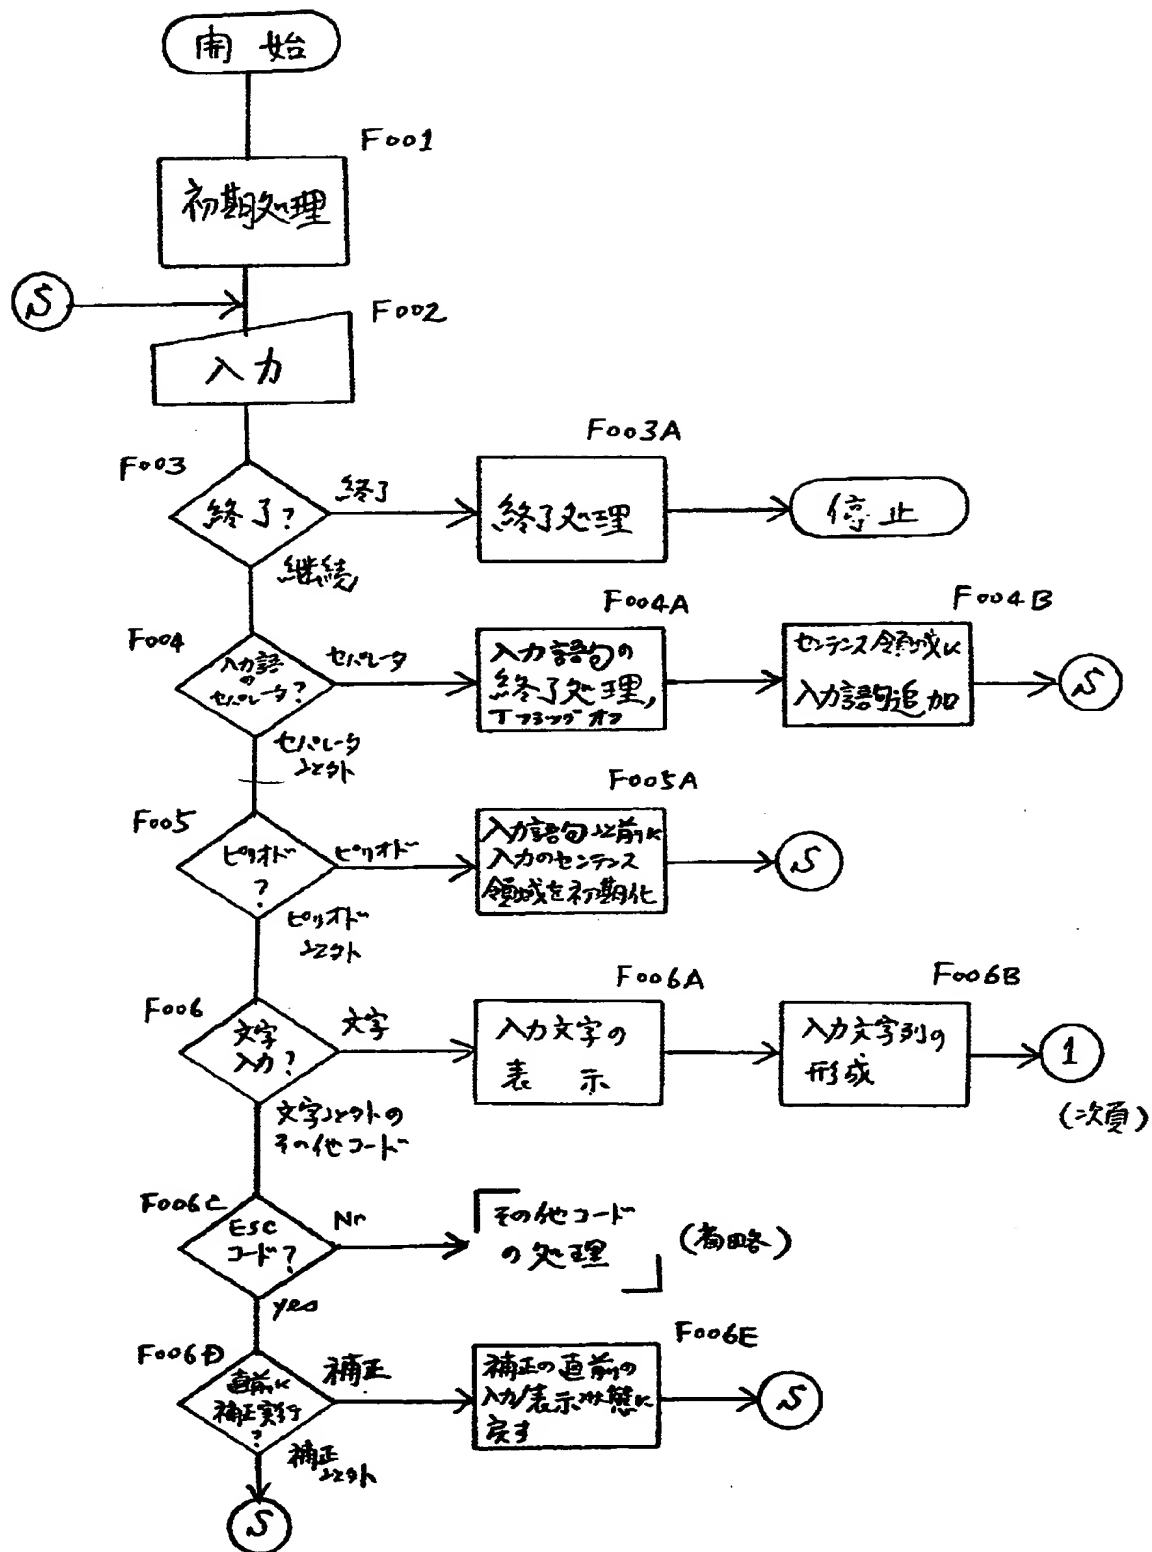 開始
F001
初期処理
S
F002
入力
F003A
F003
終了?
終了
終了処理
停止
継続
F004A
F004B
F004
入力語
の
セパレータ?
セパレータ
入力語句の
終了処理,
Tフラッグオフ
センテンス領域に
入力語句追加
S
セパレータ
以外
F005A
F005
ピリオド
?
ピリオド
入力語句以前に
入力のセンテンス
領域を初期化
S
ピリオド
以外
F006A
F006B
F006
文字
入力?
文字
入力文字の
表示
入力文字列の
形成
1
(次頁)
文字以外の
その他コード
F006C
ESC
コード?
No
その他コード
の処理
(省略)
yes
F006D
F006E
直前に
補正実行
?
補正
補正の直前の
入力/表示状態に
戻す
S
補正
以外
S